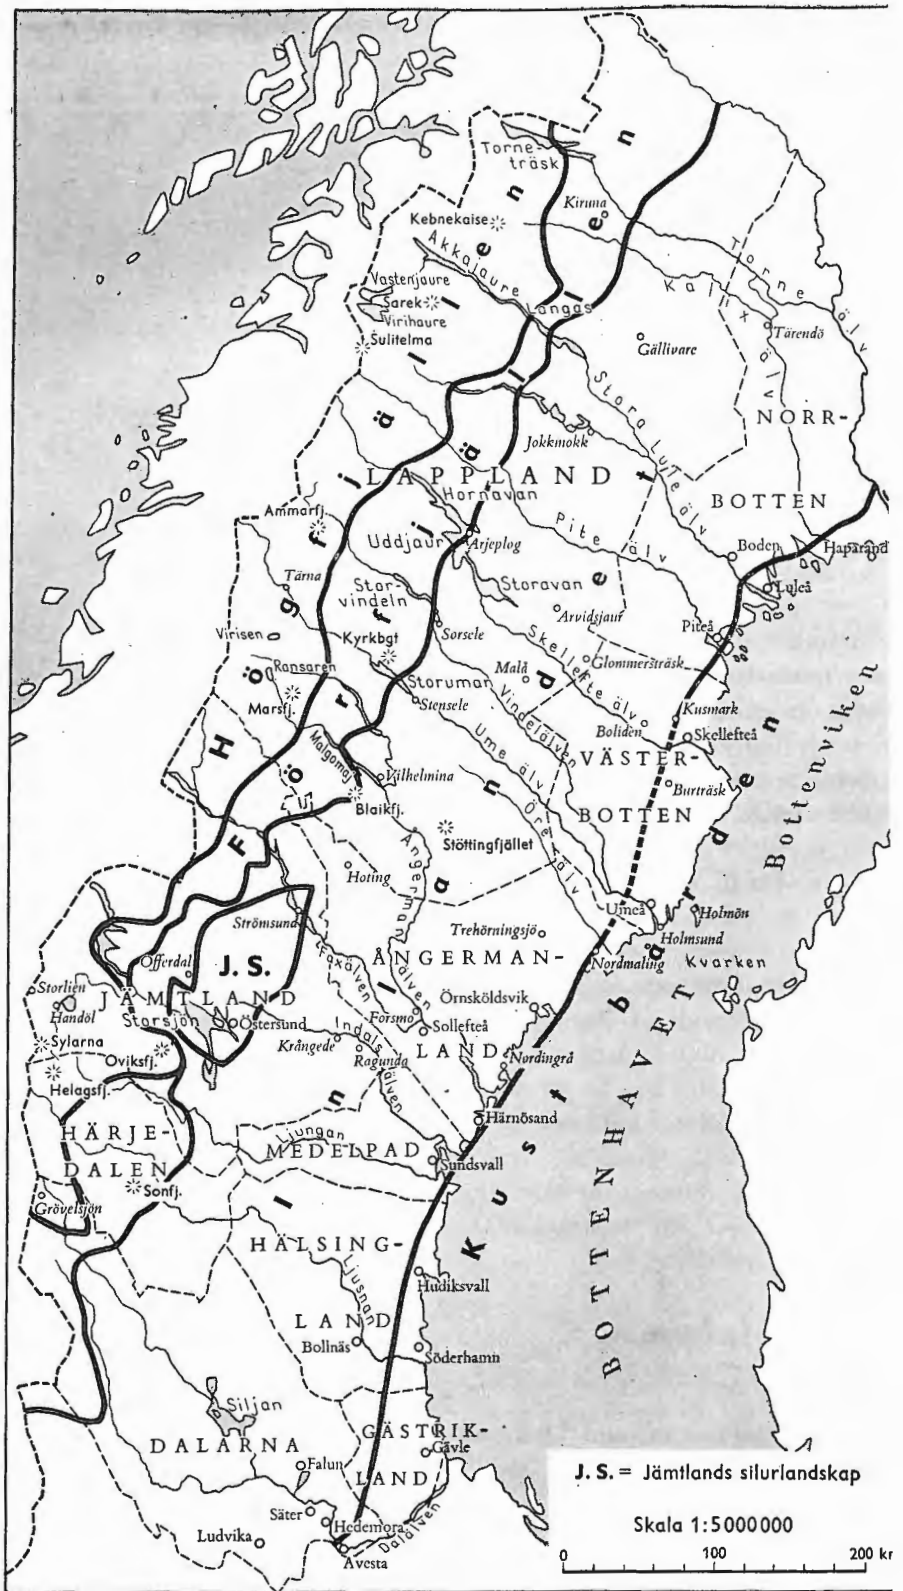 Torne-
träsk
Kiruna
Kebnekaise
Akkajaure
Torne älv
Kalix älv
Vastenjaure
Sarek
Virihaure
Sulitelma
Langas
Tärendö
Gällivare
Stora Lule älv
NORR-
BOTTEN
Jokkmokk
LAPPLAND
Hornavan
Ammarfj.
Uddjaur
Arjeplog
Pite älv
Boden
Haparand
Luleå
Tärna
Stor-
vindeln
Storavan
Arvidsjaur
Piteå
Virisen
Kyrkbgt
Sorsele
Skellefte älv
Glommersträsk
Malå
Ransaren
Marsfj.
Storuman
Stensele
Vindelälven
Boliden
Kusmark
Skellefteå
Ume älv
VÄSTER-
BOTTEN
Burträsk
Malgomaj
Vilhelmina
Blaikfj.
Öre älv
Stöttingfjället
Ångerman
älven
Hoting
Bottenviken
Umeå
Holmön
Holmsund
Strömsund
Trehörningsjö
Nordmaling
Kvarken
Offerdal
J. S.
Faxälven
ÅNGERMAN-
LAND
Storlien
Handöl
JÄMTLAND
Storsjön
Östersund
Indals
älven
Forsmo
Sollefteå
Örnsköldsvik
Krångede
Ragunda
Nordingrå
Sylarna
Oviksfj.
Helagsfj.
Härnösand
HÄRJE-
DALEN
Ljungan
MEDELPAD
Sundsvall
Sonfj.
Grövelsjön
HÄLSING-
LAND
Ljusnan
Hudiksvall
Bollnäs
Söderhamn
BOTTENHAVET
Siljan
DALARNA
GÄSTRIK-
LAND
Gävle
Falun
Säter
Hedemora
Ludvika
Avesta
Dalälven
Högfjällen
Förfjällen
Inlandet
Kustbården
J. S. = Jämtlands silurlandskap
Skala 1:5000000
0 100 200 kr